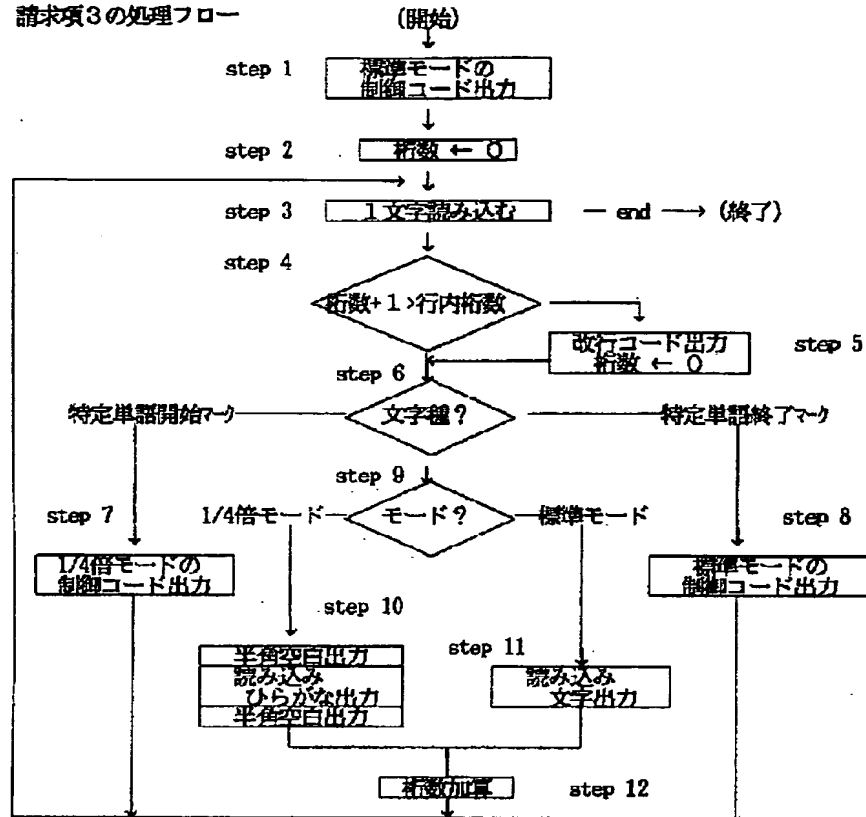 請求項3の処理フロー
(開始)
step 1
標準モードの
制御コード出力
step 2
桁数 ← 0
step 3
1文字読み込む
end → (終了)
step 4
桁数+1>行内桁数
step 5
改行コード出力
桁数 ← 0
step 6
特定単語開始マーク
文字種?
特定単語終了マーク
step 9
step 7
1/4倍モード
モード?
標準モード
step 8
1/4倍モードの
制御コード出力
標準モードの
制御コード出力
step 10
step 11
半角空白出力
読み込み
ひらがな出力
半角空白出力
読み込み
文字出力
桁数加算
step 12